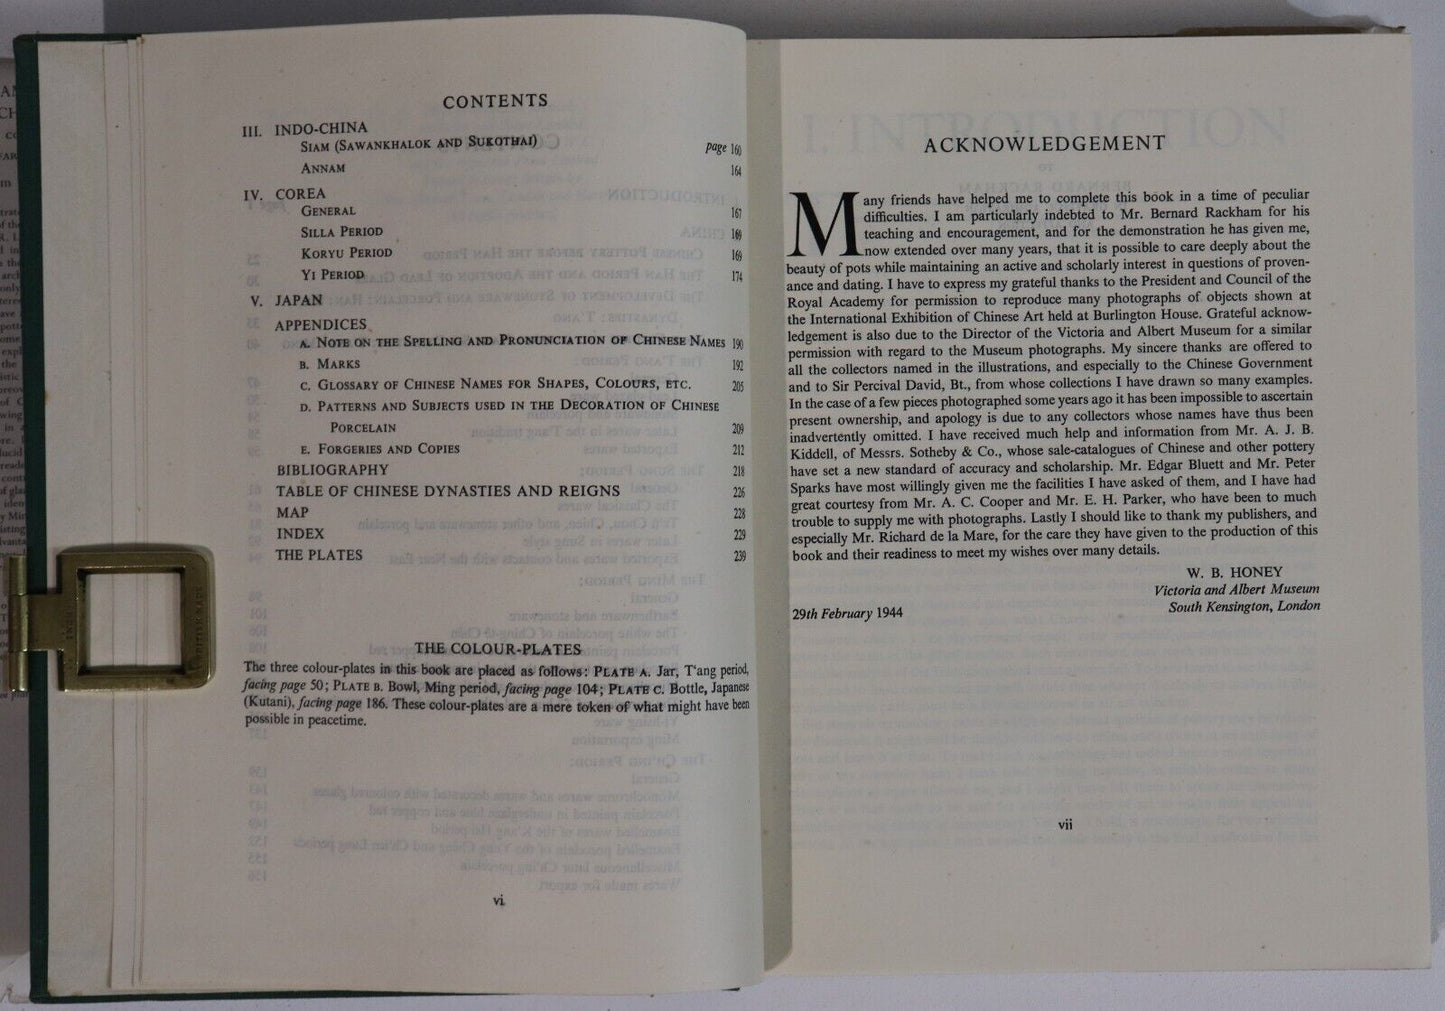 CONTENTS
III. INDO-CHINA
SIAM (SAWANKHALOK AND SUKOTHAI) page 160
ANNAM 164
IV. COREA
GENERAL 167
SILLA PERIOD 169
KORYU PERIOD 169
YI PERIOD 174
V. JAPAN
APPENDICES
A. NOTE ON THE SPELLING AND PRONUNCIATION OF CHINESE NAMES 190
B. MARKS 192
C. GLOSSARY OF CHINESE NAMES FOR SHAPES, COLOURS, ETC. 205
D. PATTERNS AND SUBJECTS USED IN THE DECORATION OF CHINESE
PORCELAIN 209
E. FORGERIES AND COPIES 212
BIBLIOGRAPHY 218
TABLE OF CHINESE DYNASTIES AND REIGNS 226
MAP 228
INDEX 229
THE PLATES 239
THE COLOUR-PLATES
The three colour-plates in this book are placed as follows: PLATE A. Jar, T'ang period,
facing page 50; PLATE B. Bowl, Ming period, facing page 104; PLATE C. Bottle, Japanese
(Kutani), facing page 186. These colour-plates are a mere token of what might have been
possible in peacetime.
vi
ACKNOWLEDGEMENT
Many friends have helped me to complete this book in a time of peculiar
difficulties. I am particularly indebted to Mr. Bernard Rackham for his
teaching and encouragement, and for the demonstration he has given me,
now extended over many years, that it is possible to care deeply about the
beauty of pots while maintaining an active and scholarly interest in questions of proven-
ance and dating. I have to express my grateful thanks to the President and Council of the
Royal Academy for permission to reproduce many photographs of objects shown at
the International Exhibition of Chinese Art held at Burlington House. Grateful acknow-
ledgement is also due to the Director of the Victoria and Albert Museum for a similar
permission with regard to the Museum photographs. My sincere thanks are offered to
all the collectors named in the illustrations, and especially to the Chinese Government
and to Sir Percival David, Bt., from whose collections I have drawn so many examples.
In the case of a few pieces photographed some years ago it has been impossible to ascertain
present ownership, and apology is due to any collectors whose names have thus been
inadvertently omitted. I have received much help and information from Mr. A. J. B.
Kiddell, of Messrs. Sotheby & Co., whose sale-catalogues of Chinese and other pottery
have set a new standard of accuracy and scholarship. Mr. Edgar Bluett and Mr. Peter
Sparks have most willingly given me the facilities I have asked of them, and I have had
great courtesy from Mr. A. C. Cooper and Mr. E. H. Parker, who have been to much
trouble to supply me with photographs. Lastly I should like to thank my publishers, and
especially Mr. Richard de la Mare, for the care they have given to the production of this
book and their readiness to meet my wishes over many details.
W. B. HONEY
Victoria and Albert Museum
South Kensington, London
29th February 1944
vii